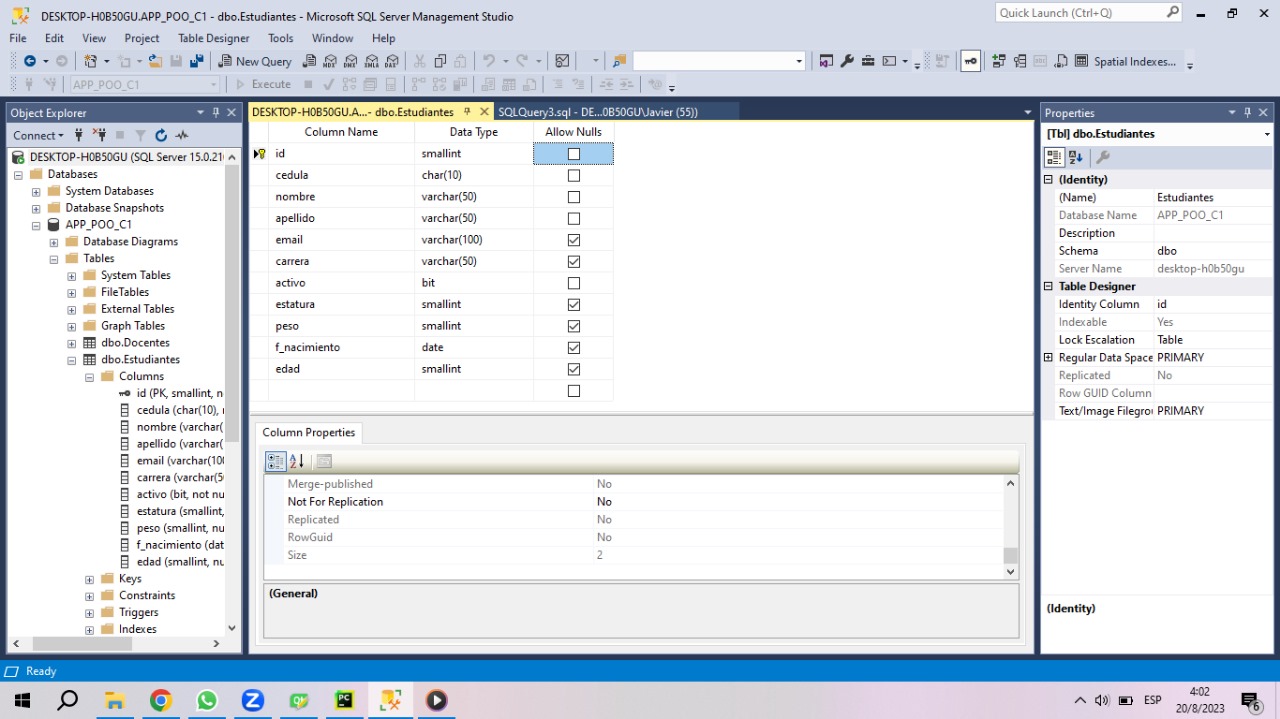 DESKTOP-H0B50GU.APP_POO_C1 - dbo.Estudiantes - Microsoft SQL Server Management Studio
Quick Launch (Ctrl+Q)
File Edit View Project Table Designer Tools Window Help
New Query MDX DMX XMLA DAX
Spatial Indexes...
APP_POO_C1 Execute
Object Explorer
Connect
DESKTOP-H0B50GU (SQL Server 15.0.21
Databases
System Databases
Database Snapshots
APP_POO_C1
Database Diagrams
Tables
System Tables
FileTables
External Tables
Graph Tables
dbo.Docentes
dbo.Estudiantes
Columns
id (PK, smallint, n
cedula (char(10), 
nombre (varchar(
apellido (varchar(
email (varchar(100
carrera (varchar(5
activo (bit, not nu
estatura (smallint,
peso (smallint, nu
f_nacimiento (dat
edad (smallint, nu
Keys
Constraints
Triggers
Indexes
DESKTOP-H0B50GU.A...- dbo.Estudiantes
SQLQuery3.sql - DE...0B50GU\Javier (55))
Column Name Data Type Allow Nulls
id smallint
cedula char(10)
nombre varchar(50)
apellido varchar(50)
email varchar(100)
carrera varchar(50)
activo bit
estatura smallint
peso smallint
f_nacimiento date
edad smallint
Column Properties
Merge-published No
Not For Replication No
Replicated No
RowGuid No
Size 2
(General)
Properties
[Tbl] dbo.Estudiantes
(Identity)
(Name) Estudiantes
Database Name APP_POO_C1
Description
Schema dbo
Server Name desktop-h0b50gu
Table Designer
Identity Column id
Indexable Yes
Lock Escalation Table
Regular Data Space PRIMARY
Replicated No
Row GUID Column
Text/Image Filegro PRIMARY
(Identity)
Ready
ESP
4:02
20/8/2023
6